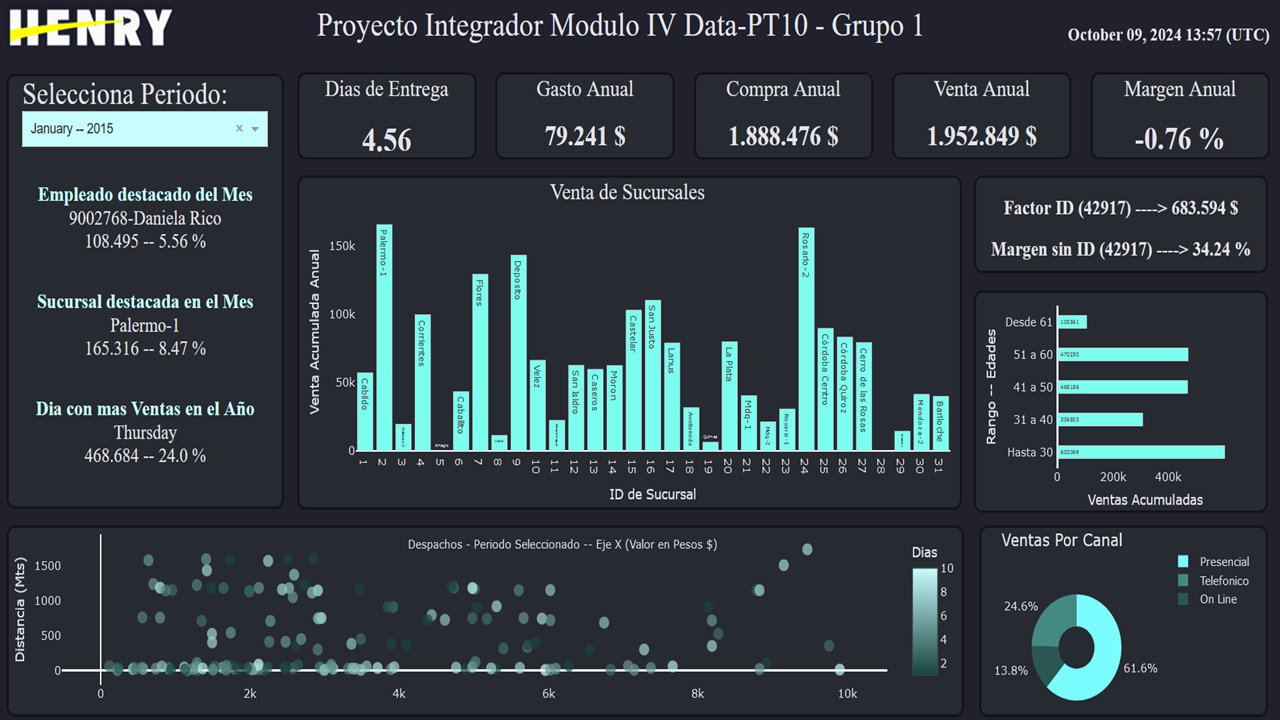 HENRY
Proyecto Integrador Modulo IV Data-PT10 - Grupo 1
October 09, 2024 13:57 (UTC)
Selecciona Periodo:
January -- 2015
×
Empleado destacado del Mes
9002768-Daniela Rico
108.495 -- 5.56 %
Sucursal destacada en el Mes
Palermo-1
165.316 -- 8.47 %
Dia con mas Ventas en el Año
Thursday
468.684 -- 24.0 %
Dias de Entrega
4.56
Gasto Anual
79.241 $
Compra Anual
1.888.476 $
Venta Anual
1.952.849 $
Margen Anual
-0.76 %
Venta de Sucursales
Venta Acumulada Anual
150k
100k
50k
0
Cabildo
Palermo-1
Corrientes
Almagro
Caballito
Flores
Deposito
Velez
San Isidro
Caseros
Moron
Castelar
San Justo
Lanus
Avellaneda
Quilmes
La Plata
Mdq-1
Mdq-2
Rosario-1
Rosario-2
Córdoba Centro
Córdoba Quiroz
Cerro de las Rosas
Mendoza-2
Bariloche
1 2 3 4 5 6 7 8 9 10 11 12 13 14 15 16 17 18 19 20 21 22 23 24 25 26 27 28 29 30 31
ID de Sucursal
Factor ID (42917) ----> 683.594 $
Margen sin ID (42917) ----> 34.24 %
Rango -- Edades
Desde 61
51 a 60
470230
41 a 50
468186
31 a 40
Hasta 30
602069
0 200k 400k
Ventas Acumuladas
Despachos - Periodo Seleccionado -- Eje X (Valor en Pesos $)
Distancia (Mts)
1500
1000
500
0
0 2k 4k 6k 8k 10k
Dias
10
8
6
4
2
Ventas Por Canal
Presencial
Telefonico
On Line
24.6%
13.8%
61.6%